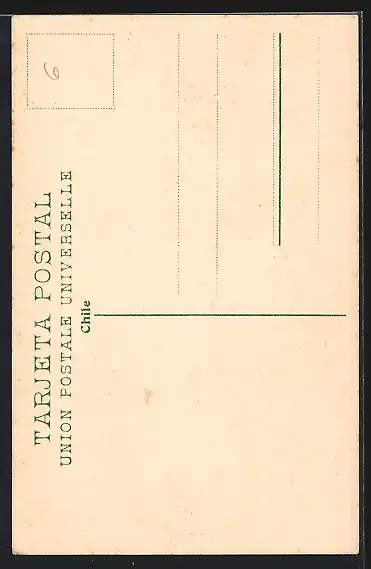 TARJETA POSTAL
UNION POSTALE UNIVERSELLE
Chile
6